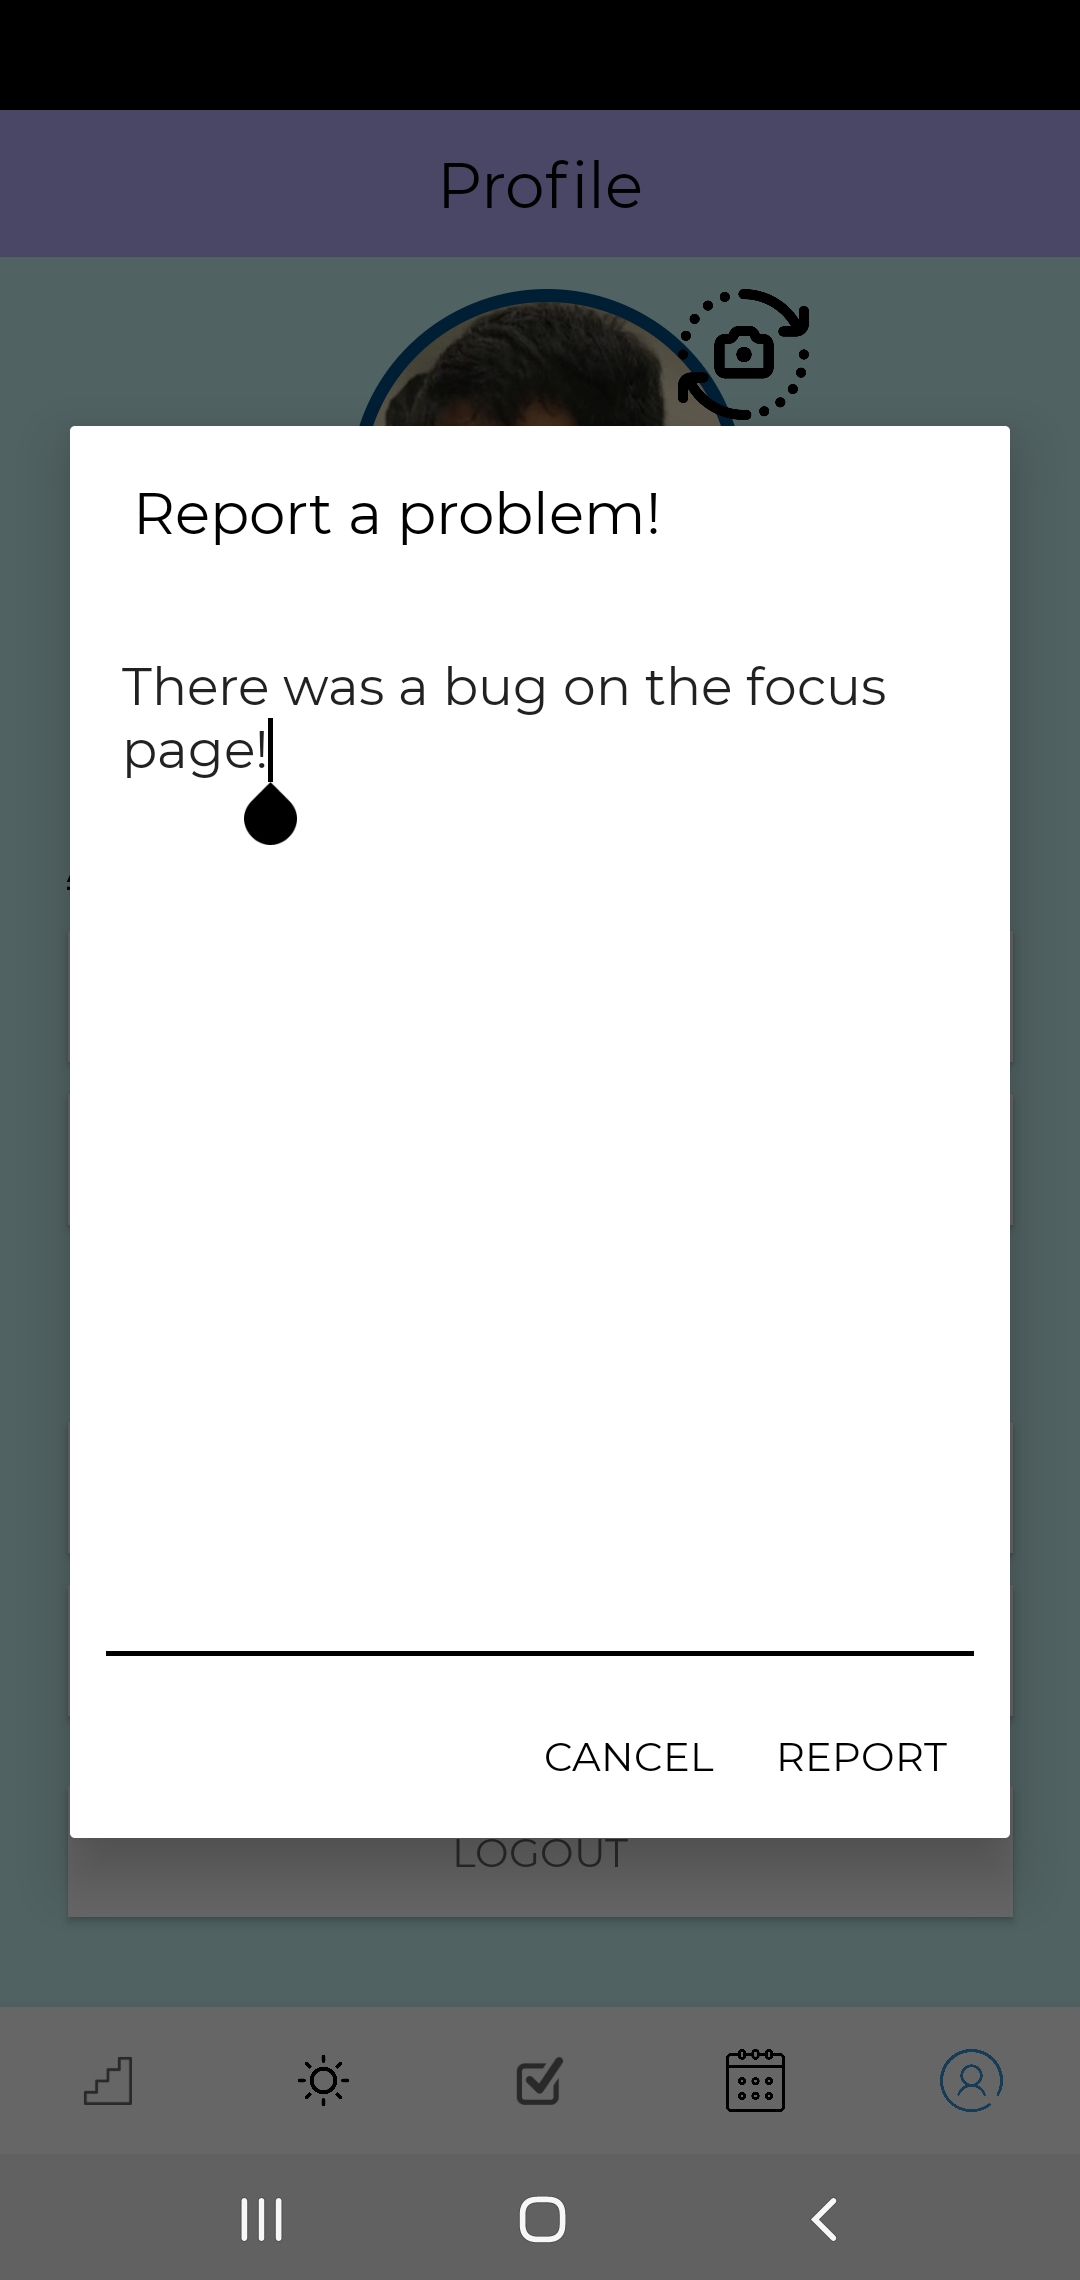 Profile
Report a problem!
There was a bug on the focus
page!
CANCEL REPORT
LOGOUT